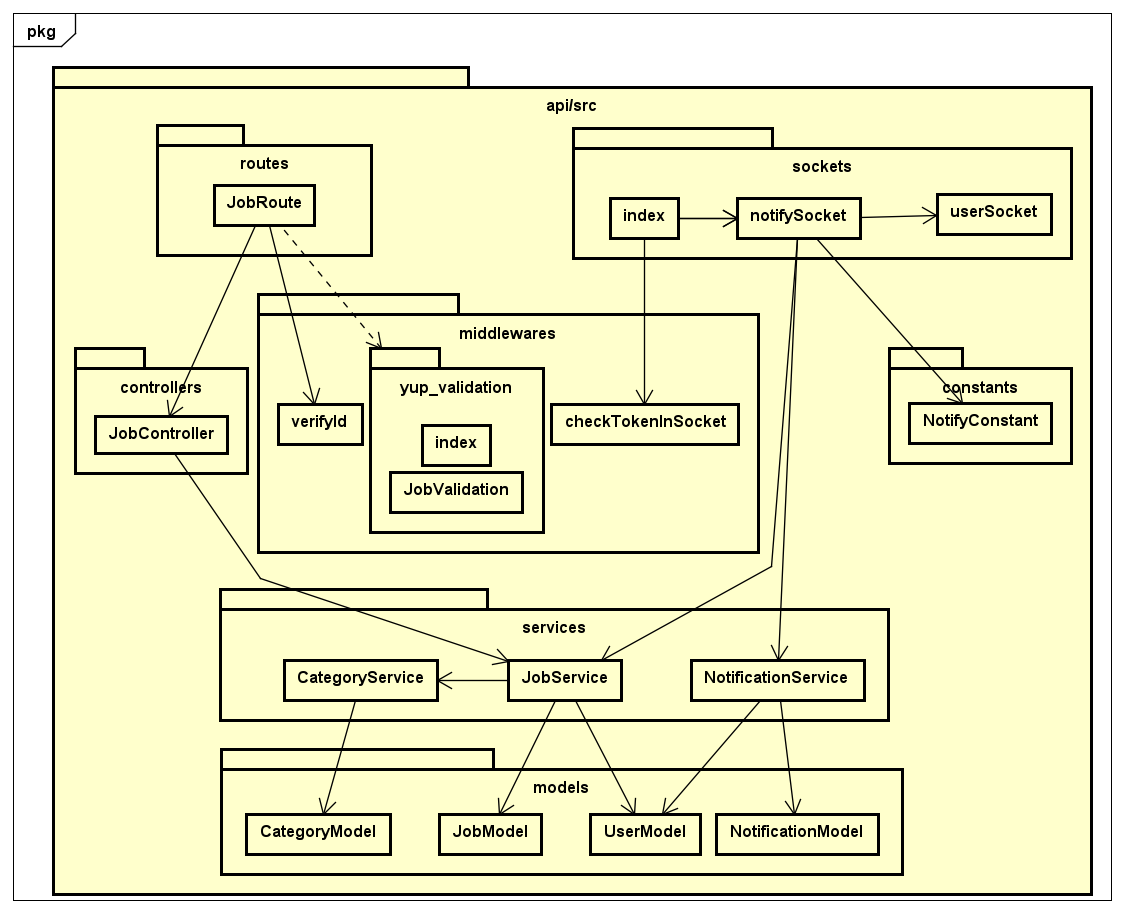 pkg
api/src
routes
JobRoute
sockets
index
notifySocket
userSocket
middlewares
verifyId
yup_validation
index
JobValidation
checkTokenInSocket
controllers
JobController
constants
NotifyConstant
services
CategoryService
JobService
NotificationService
models
CategoryModel
JobModel
UserModel
NotificationModel